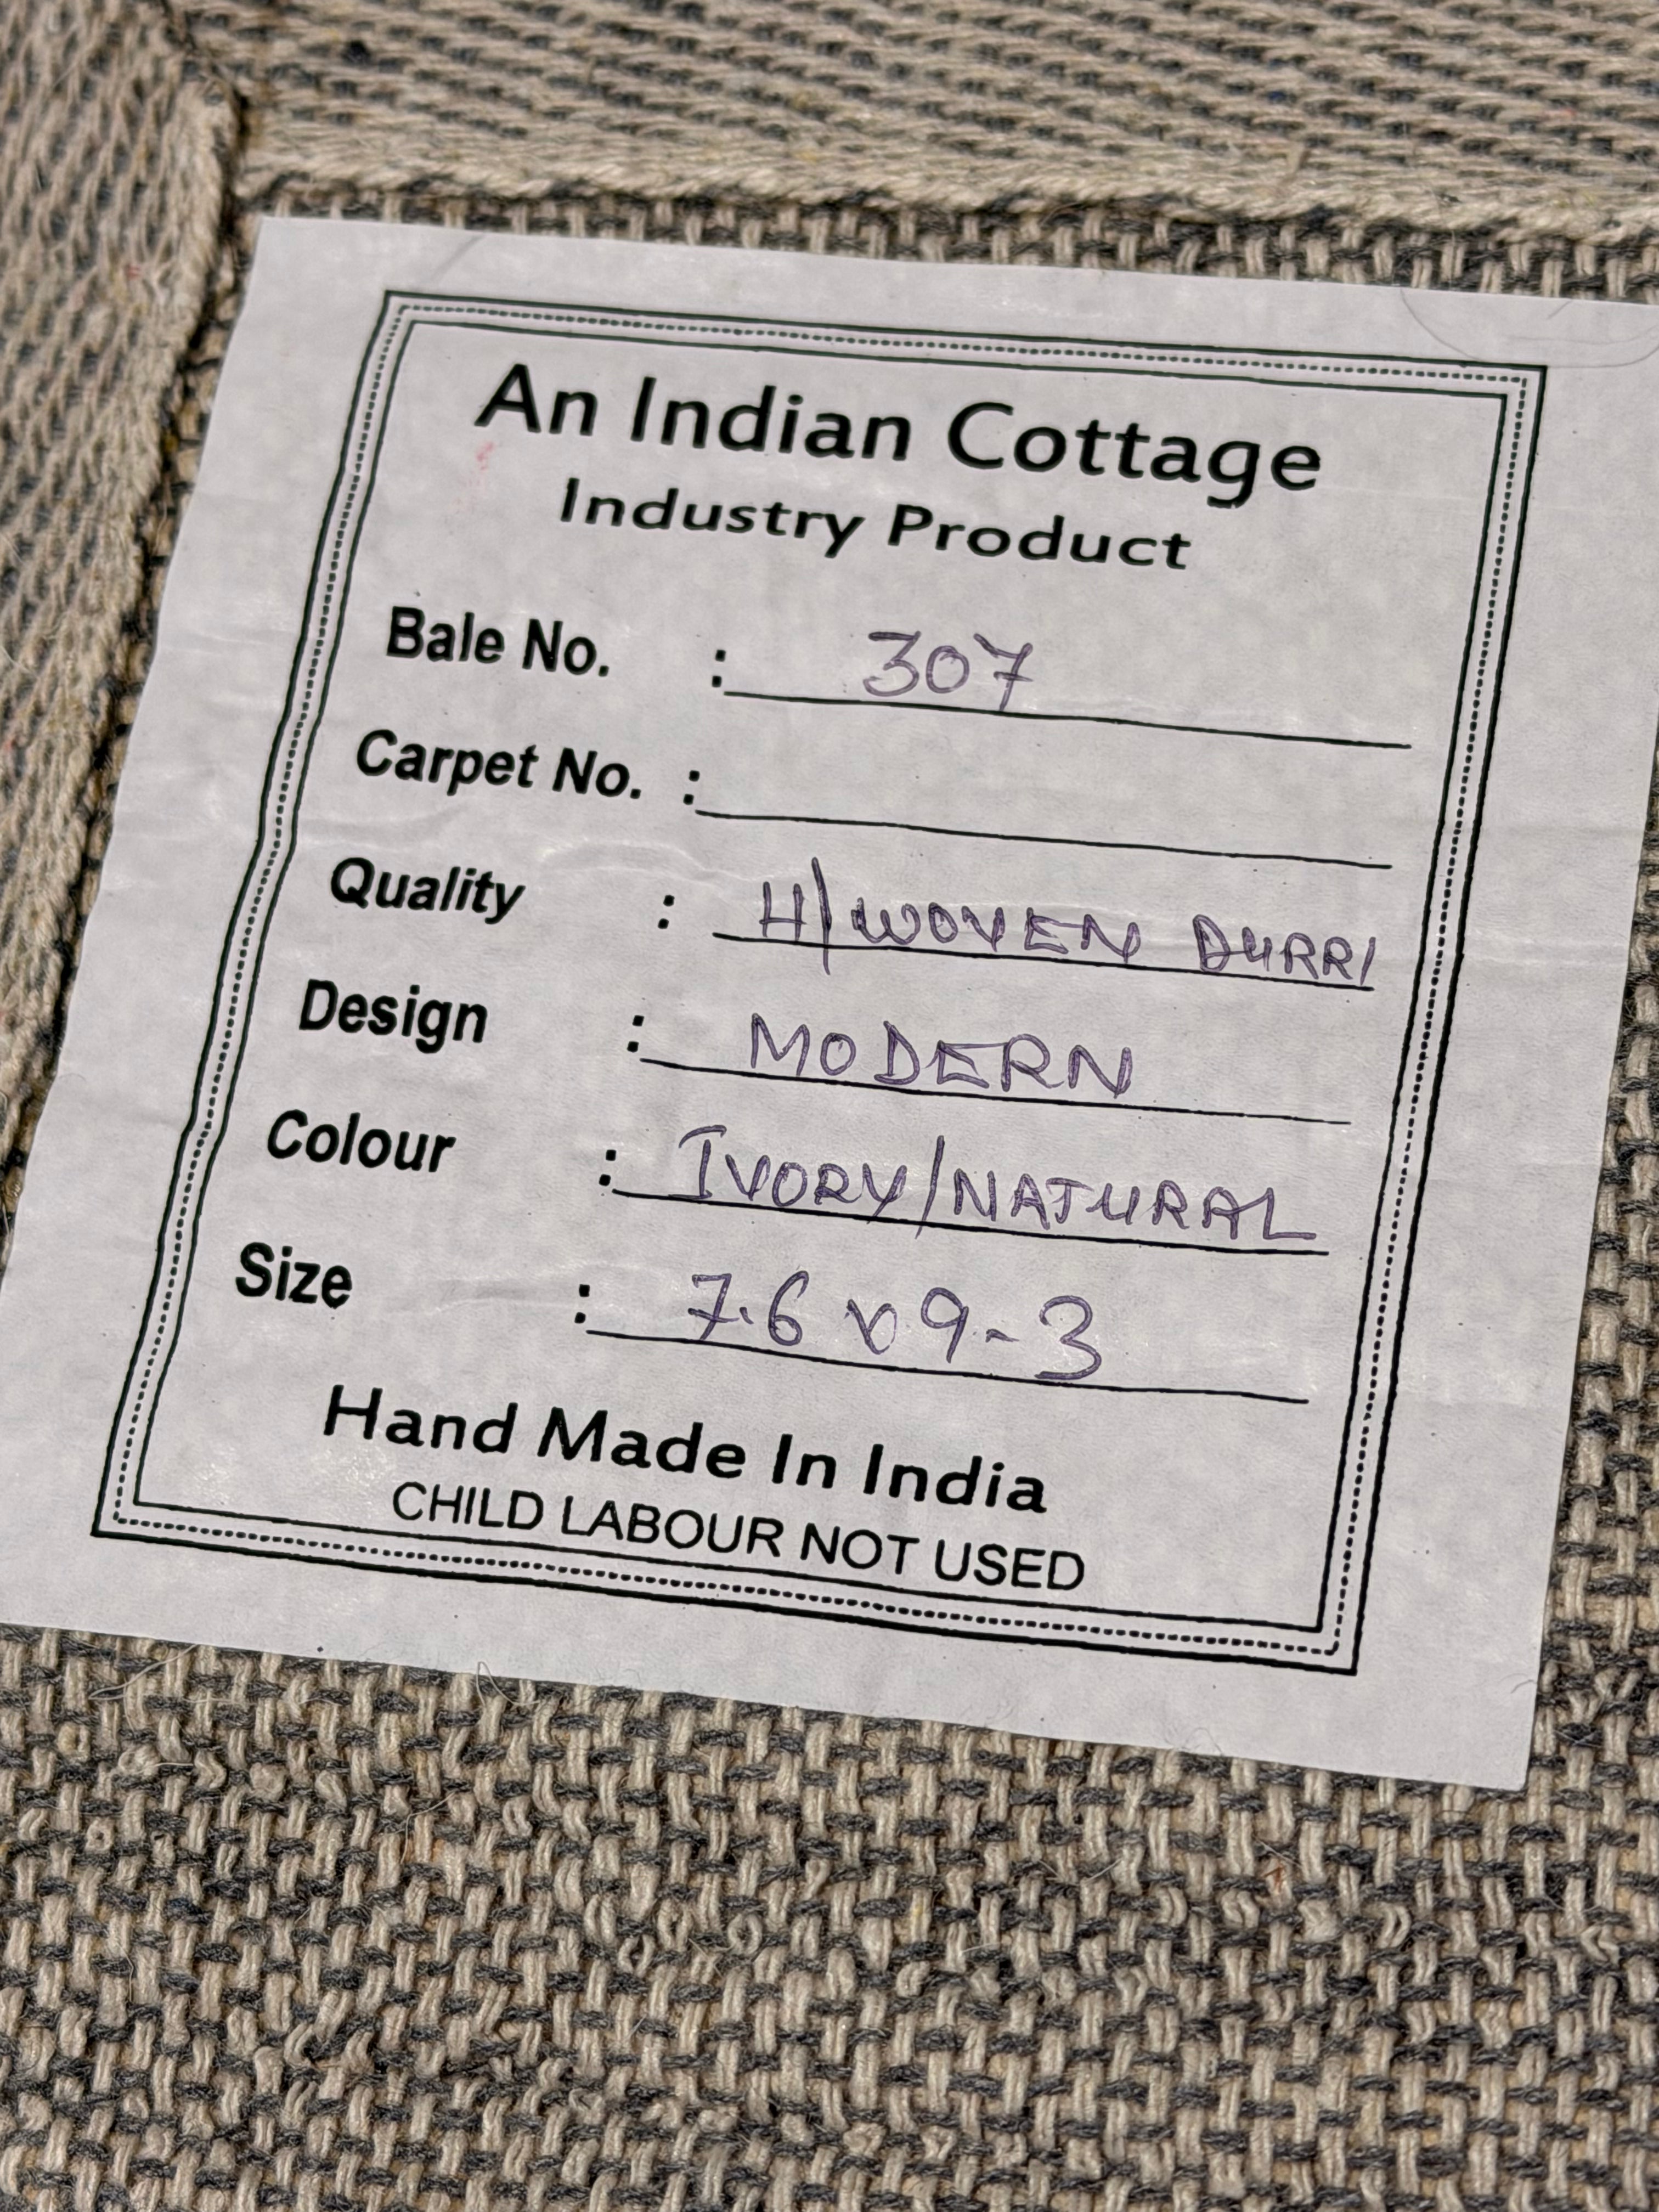 An Indian Cottage
Industry Product
Bale No. : 307
Carpet No. :
Quality : H/WOVEN DURRI
Design : MODERN
Colour : IVORY/NATURAL
Size : 7.6 x 9-3
Hand Made In India
CHILD LABOUR NOT USED